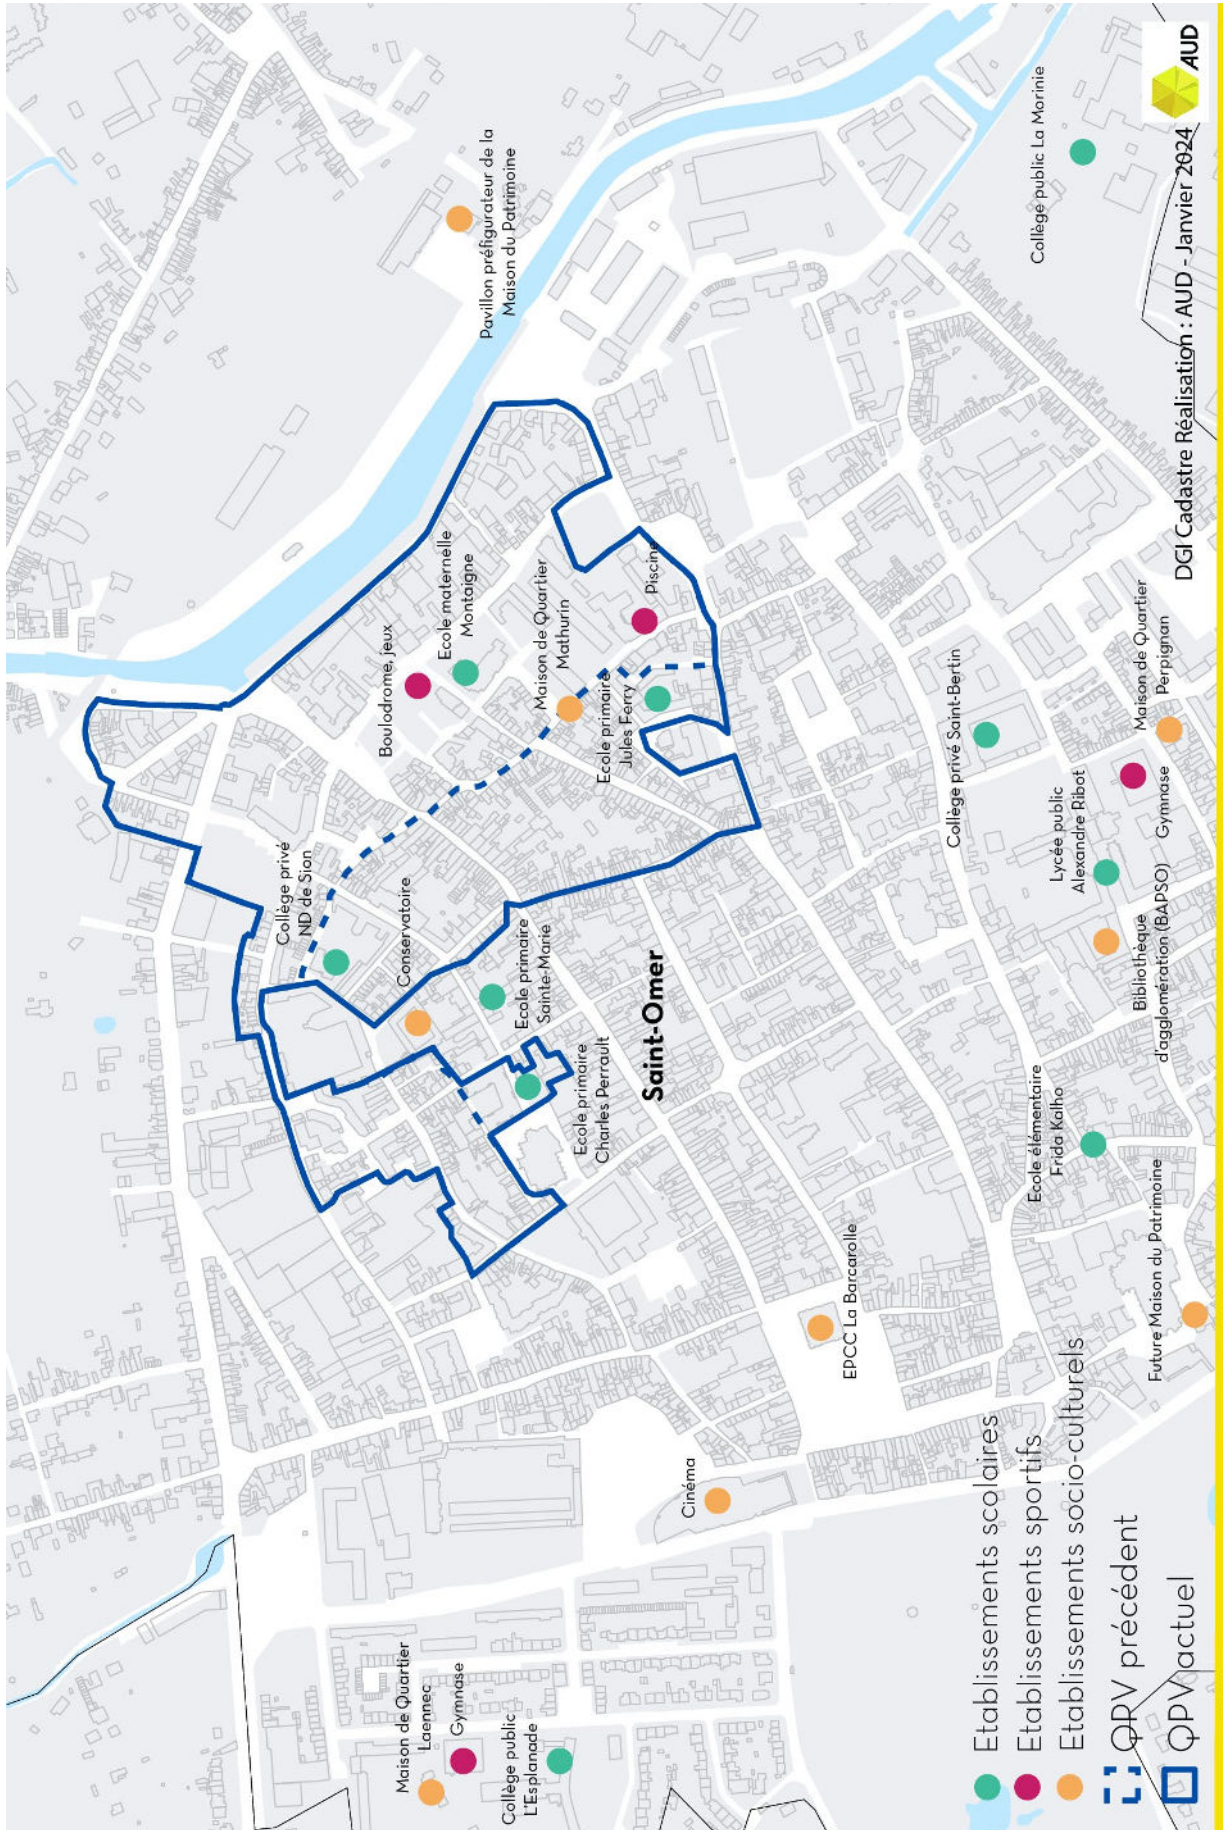 Pavillon préfigurateur de la
Maison du Patrimoine
Collège public La Morinie
Boulodrome, jeux
Ecole maternelle
Montaigne
Maison de Quartier
Mathurin
Piscine
Ecole primaire
Jules Ferry
Collège privé
ND de Sion
Conservatoire
Ecole primaire
Sainte-Marie
Ecole primaire
Charles Perrault
Saint-Omer
Collège privé Saint-Bertin
Lycée public
Alexandre Ribot
Maison de Quartier
Perpignan
Gymnase
Bibliothèque
d'agglomération (BAPSO)
Ecole élémentaire
Frida Kalho
Future Maison du Patrimoine
EPCC La Barcarolle
Cinéma
Maison de Quartier
Laennec
Gymnase
Collège public
L'Esplanade
Etablissements scolaires
Etablissements sportifs
Etablissements socio-culturels
QRV précédent
QPV actuel
DGI Cadastre Réalisation : AUD - Janvier 2024
AUD